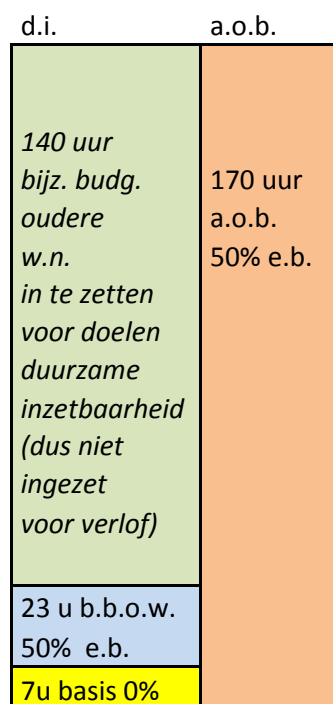 d.i.
a.o.b.
140 uur
bijz. budg.
oudere
w.n.
in te zetten
voor doelen
duurzame
inzetbaarheid
(dus niet
ingezet
voor verlof)
170 uur
a.o.b.
50% e.b.
23 u b.b.o.w.
50% e.b.
7u basis 0%